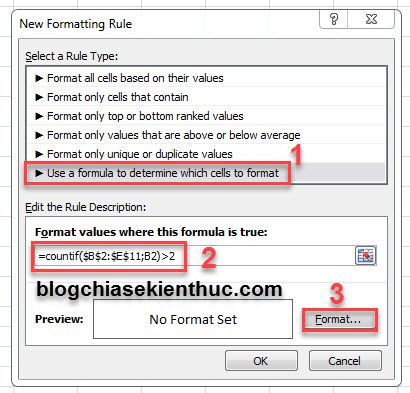 New Formatting Rule
?
Select a Rule Type:
► Format all cells based on their values
► Format only cells that contain
► Format only top or bottom ranked values
► Format only values that are above or below average
► Format only unique or duplicate values
► Use a formula to determine which cells to format
1
Edit the Rule Description:
Format values where this formula is true:
=countif($B$2:$E$11;B2)>2
2
blogchiasekienthuc.com
3
Preview:
No Format Set
Format...
OK
Cancel